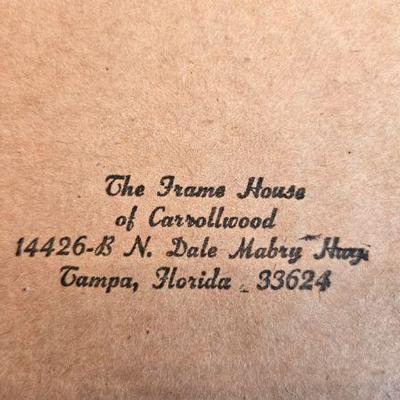 The Frame House
of Carrollwood
14426-B N. Dale Mabry Hwy.
Tampa, Florida 33624